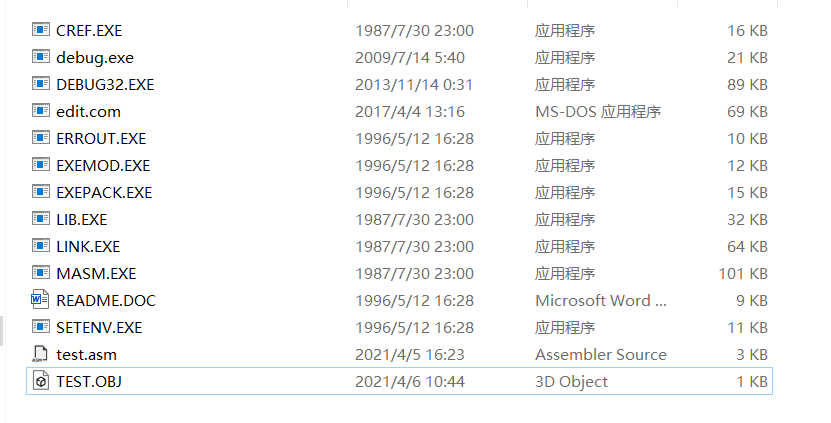 CREF.EXE 1987/7/30 23:00 应用程序 16 KB
debug.exe 2009/7/14 5:40 应用程序 21 KB
DEBUG32.EXE 2013/11/14 0:31 应用程序 89 KB
edit.com 2017/4/4 13:16 MS-DOS 应用程序 69 KB
ERROUT.EXE 1996/5/12 16:28 应用程序 10 KB
EXEMOD.EXE 1996/5/12 16:28 应用程序 12 KB
EXEPACK.EXE 1996/5/12 16:28 应用程序 15 KB
LIB.EXE 1987/7/30 23:00 应用程序 32 KB
LINK.EXE 1987/7/30 23:00 应用程序 64 KB
MASM.EXE 1987/7/30 23:00 应用程序 101 KB
README.DOC 1996/5/12 16:28 Microsoft Word ... 9 KB
SETENV.EXE 1996/5/12 16:28 应用程序 11 KB
test.asm 2021/4/5 16:23 Assembler Source 3 KB
TEST.OBJ 2021/4/6 10:44 3D Object 1 KB